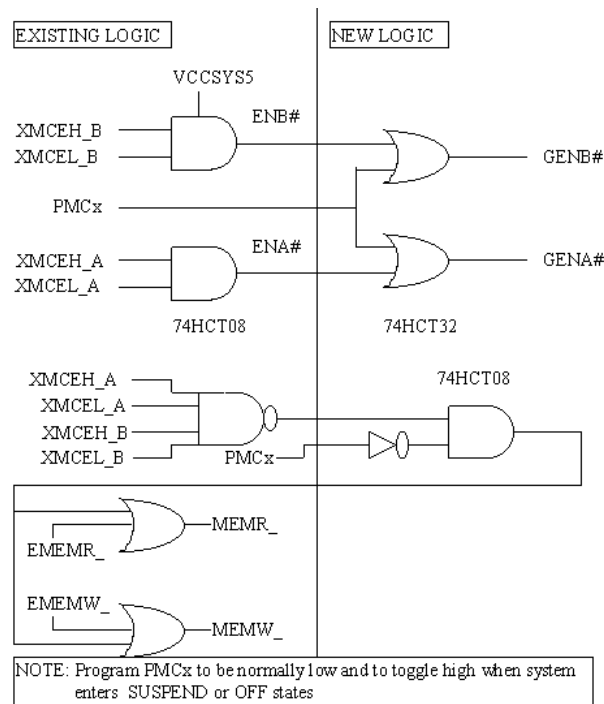 EXISTING LOGIC
NEW LOGIC
VCCSYS5
XMCEH_B
XMCEL_B
ENB#
GENB#
PMCx
XMCEH_A
XMCEL_A
ENA#
GENA#
74HCT08
74HCT32
XMCEH_A
XMCEL_A
XMCEH_B
XMCEL_B
PMCx
74HCT08
EMEMR_
MEMR_
EMEMW_
MEMW_
NOTE: Program PMCx to be normally low and to toggle high when system
enters SUSPEND or OFF states